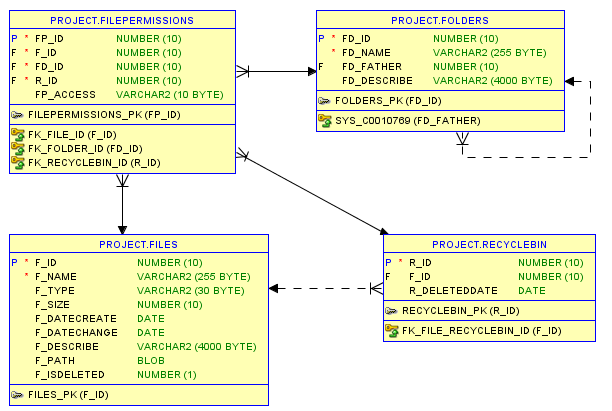 PROJECT.FILEPERMISSIONS
P * FP_ID NUMBER (10)
F * F_ID NUMBER (10)
F * FD_ID NUMBER (10)
F * R_ID NUMBER (10)
FP_ACCESS VARCHAR2 (10 BYTE)
FILEPERMISSIONS_PK (FP_ID)
FK_FILE_ID (F_ID)
FK_FOLDER_ID (FD_ID)
FK_RECYCLEBIN_ID (R_ID)
PROJECT.FOLDERS
P * FD_ID NUMBER (10)
* FD_NAME VARCHAR2 (255 BYTE)
F FD_FATHER NUMBER (10)
FD_DESCRIBE VARCHAR2 (4000 BYTE)
FOLDERS_PK (FD_ID)
SYS_C0010769 (FD_FATHER)
PROJECT.FILES
P * F_ID NUMBER (10)
* F_NAME VARCHAR2 (255 BYTE)
F_TYPE VARCHAR2 (30 BYTE)
F_SIZE NUMBER (10)
F_DATECREATE DATE
F_DATECHANGE DATE
F_DESCRIBE VARCHAR2 (4000 BYTE)
F_PATH BLOB
F_ISDELETED NUMBER (1)
FILES_PK (F_ID)
PROJECT.RECYCLEBIN
P * R_ID NUMBER (10)
F F_ID NUMBER (10)
R_DELETEDDATE DATE
RECYCLEBIN_PK (R_ID)
FK_FILE_RECYCLEBIN_ID (F_ID)